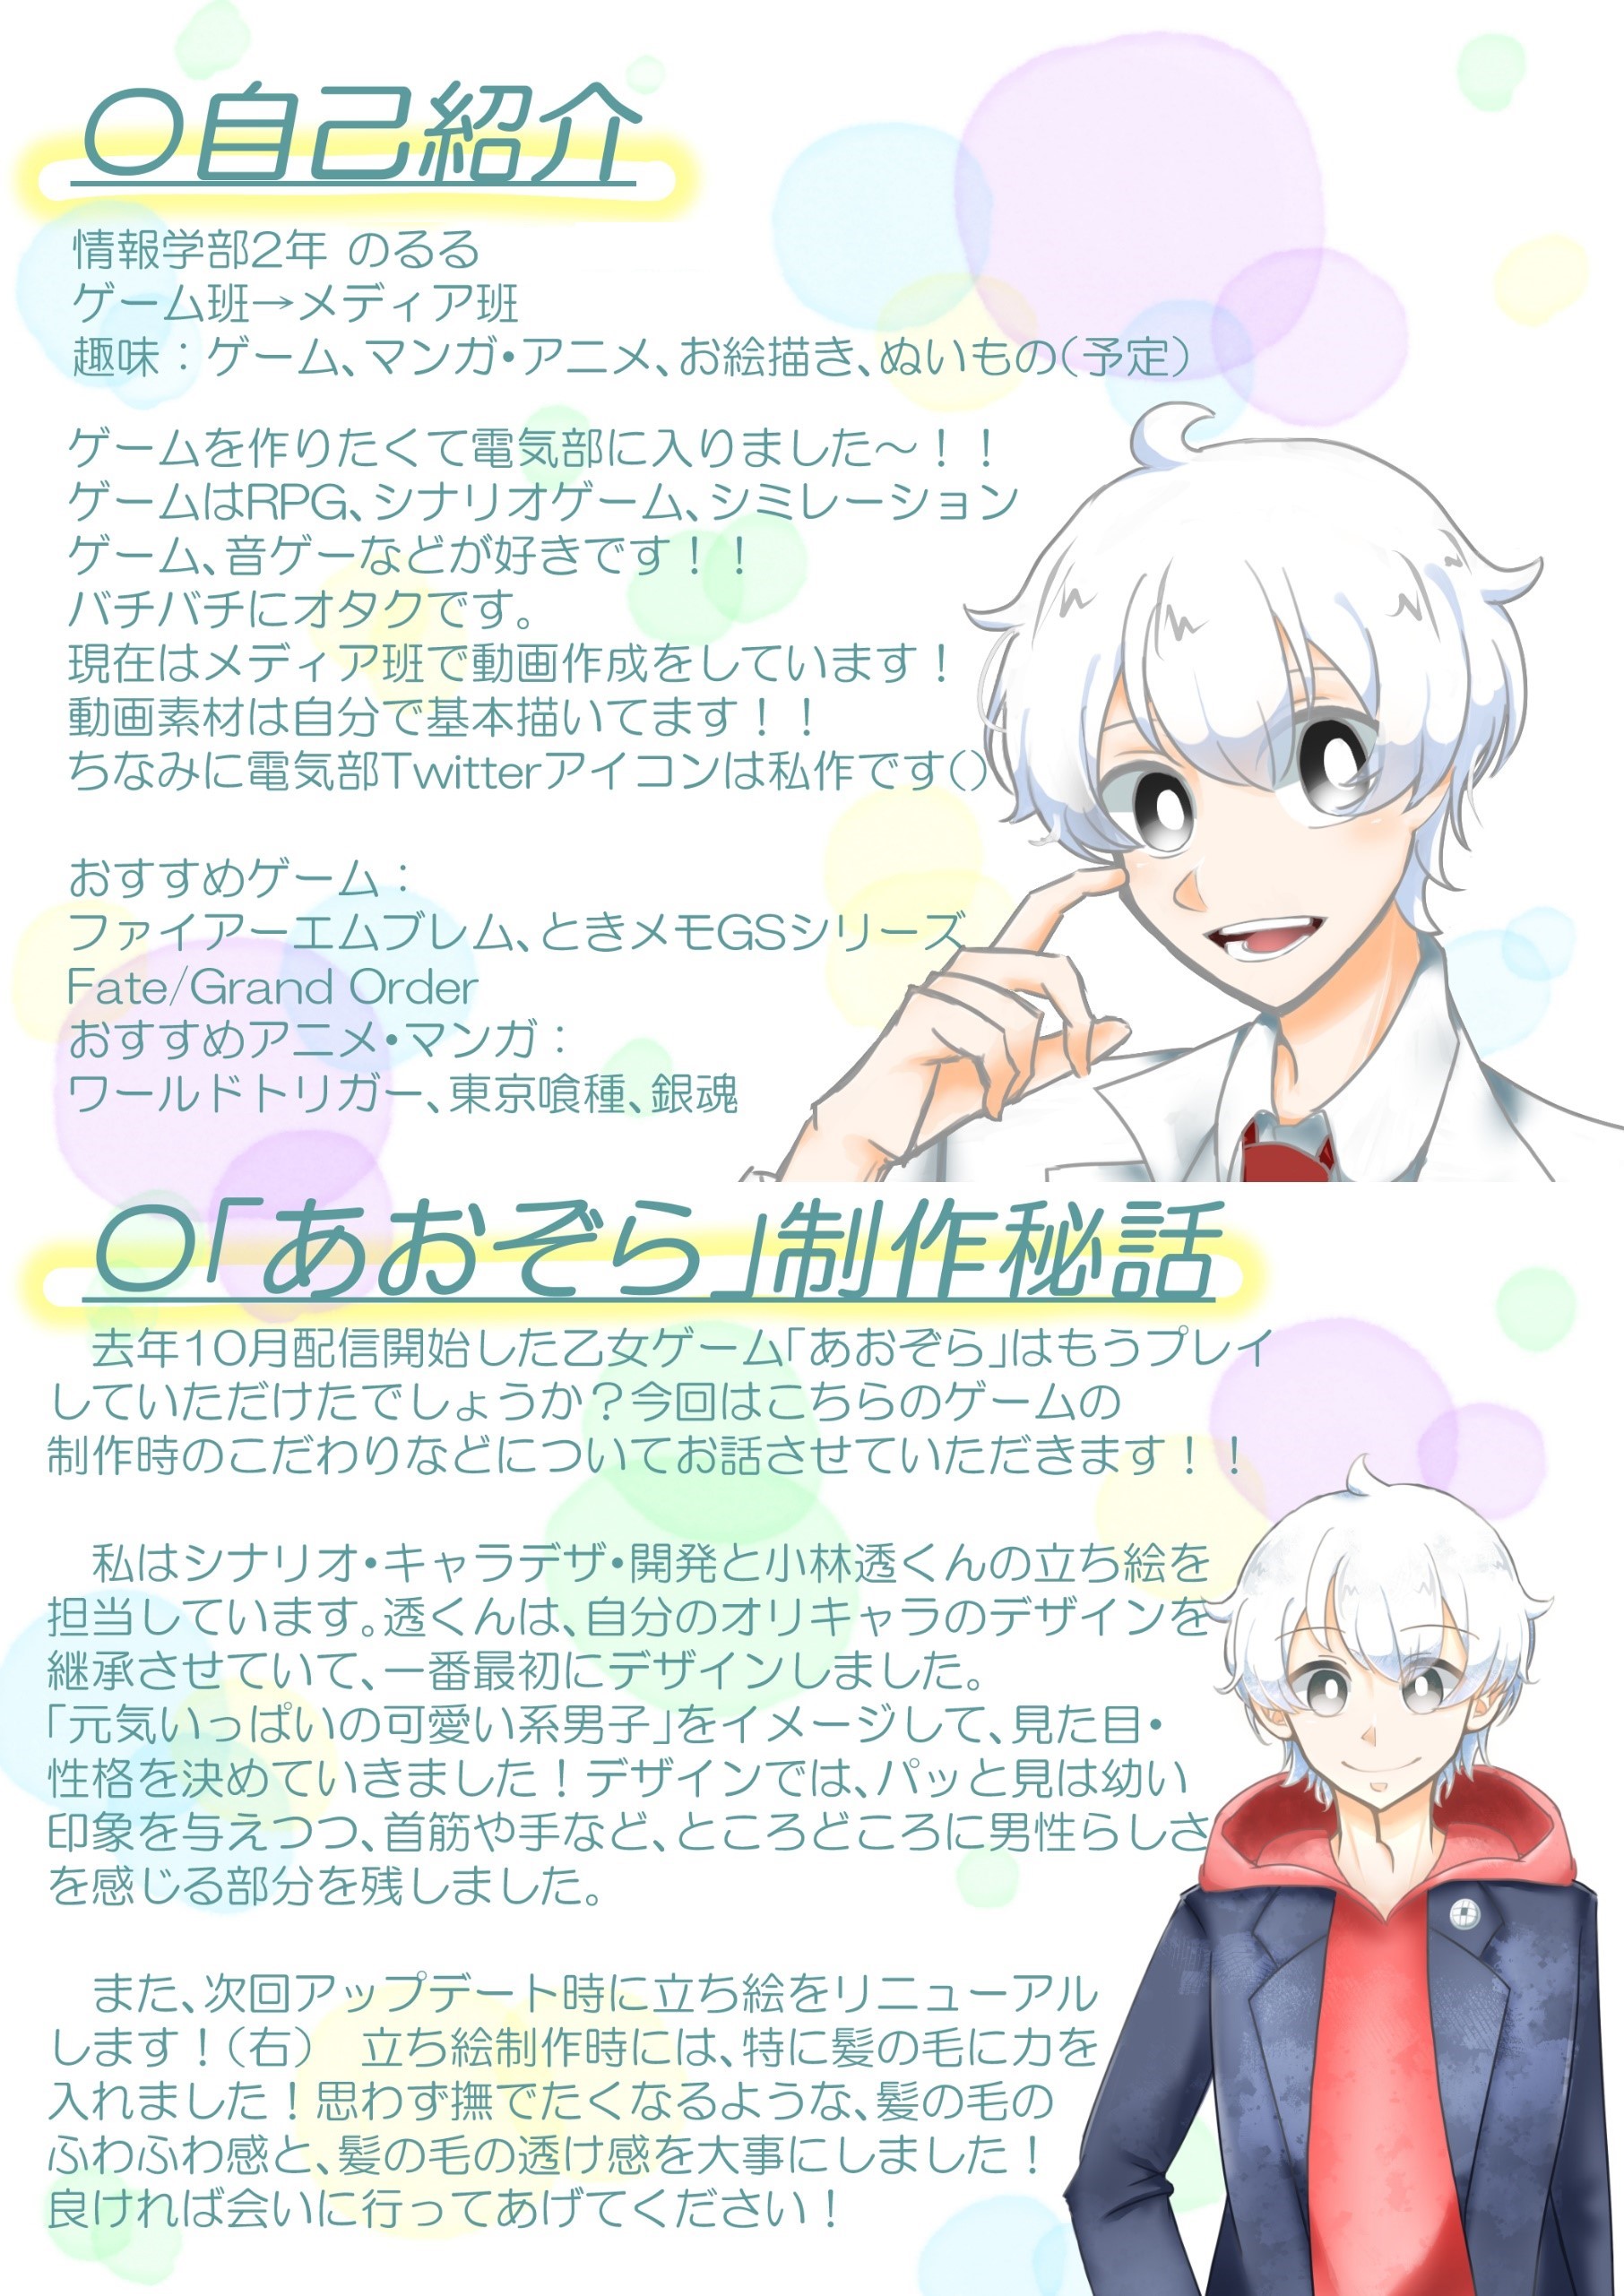 〇自己紹介
情報学部2年 のるる
ゲーム班→メディア班
趣味：ゲーム、マンガ・アニメ、お絵描き、ぬいもの（予定）
ゲームを作りたくて電気部に入りました～！！
ゲームはRPG、シナリオゲーム、シミレーション
ゲーム、音ゲーなどが好きです！！
バチバチにオタクです。
現在はメディア班で動画作成をしています！
動画素材は自分で基本描いてます！！
ちなみに電気部Twitterアイコンは私作です（）
おすすめゲーム：
ファイアーエムブレム、ときメモGSシリーズ
Fate/Grand Order
おすすめアニメ・マンガ：
ワールドトリガー、東京喰種、銀魂
〇「あおぞら」制作秘話
去年10月配信開始した乙女ゲーム「あおぞら」はもうプレイ
していただけたでしょうか？今回はこちらのゲームの
制作時のこだわりなどについてお話させていただきます！！
私はシナリオ・キャラデザ・開発と小林透くんの立ち絵を
担当しています。透くんは、自分のオリキャラのデザインを
継承させていて、一番最初にデザインしました。
「元気いっぱいの可愛い系男子」をイメージして、見た目・
性格を決めていきました！デザインでは、パッと見は幼い
印象を与えつつ、首筋や手など、ところどころに男性らしさ
を感じる部分を残しました。
また、次回アップデート時に立ち絵をリニューアル
します！（右）　立ち絵制作時には、特に髪の毛に力を
入れました！思わず撫でたくなるような、髪の毛の
ふわふわ感と、髪の毛の透け感を大事にしました！
良ければ会いに行ってあげてください！